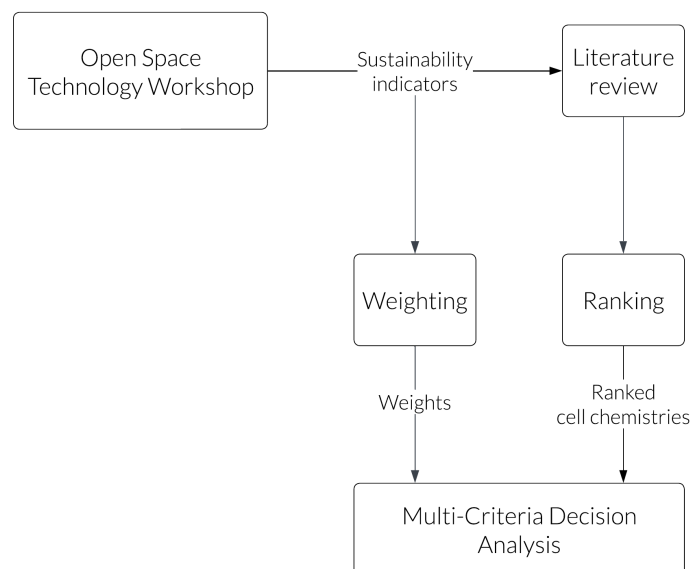 Open Space
Technology Workshop
Sustainability
indicators
Literature
review
Weighting
Ranking
Weights
Ranked
cell chemistries
Multi-Criteria Decision
Analysis